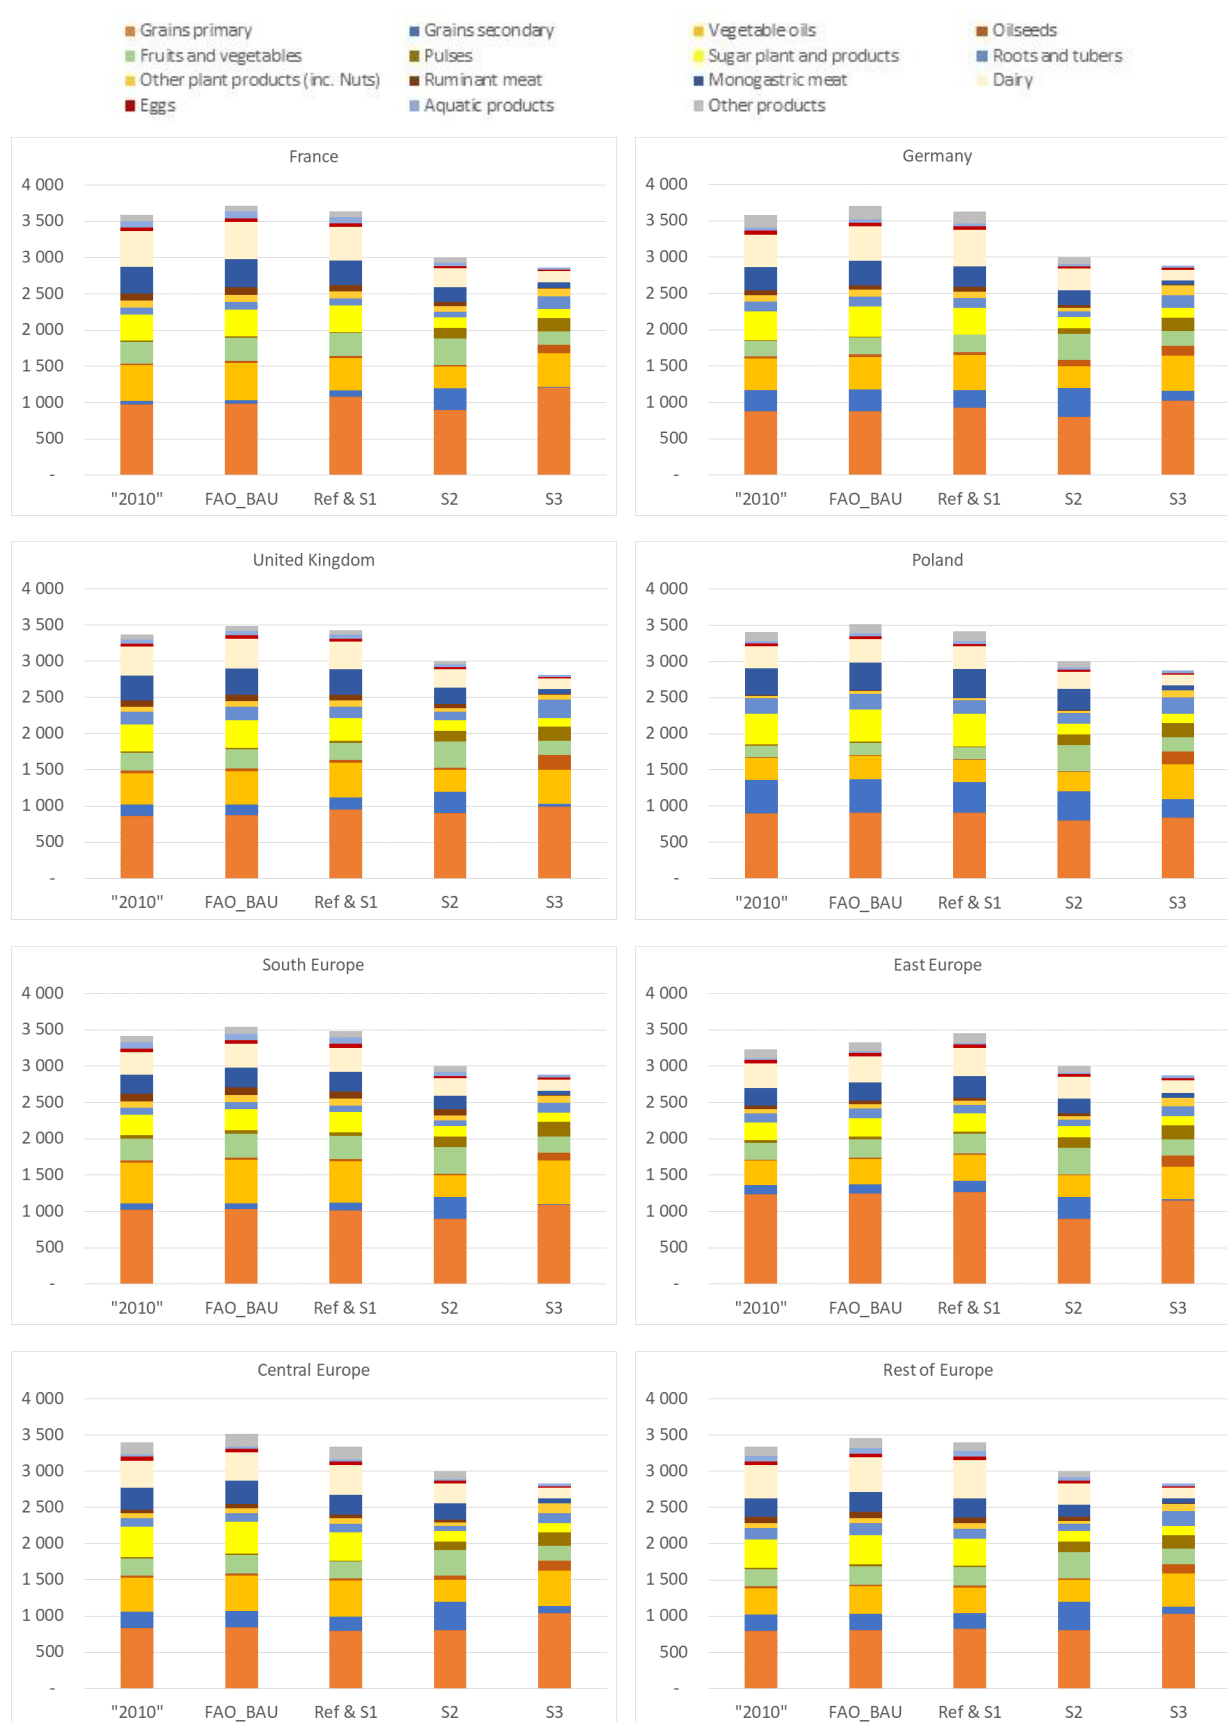 Grains primary Grains secondary Vegetable oils Oilseeds
Fruits and vegetables Pulses Sugar plant and products Roots and tubers
Other plant products (inc. Nuts) Ruminant meat Monogastric meat Dairy
Eggs Aquatic products Other products
France Germany
4 000 4 000
3 500 3 500
3 000 3 000
2 500 2 500
2 000 2 000
1 500 1 500
1 000 1 000
500 500
- -
"2010" FAO_BAU Ref & S1 S2 S3 "2010" FAO_BAU Ref & S1 S2 S3
United Kingdom Poland
4 000 4 000
3 500 3 500
3 000 3 000
2 500 2 500
2 000 2 000
1 500 1 500
1 000 1 000
500 500
- -
"2010" FAO_BAU Ref & S1 S2 S3 "2010" FAO_BAU Ref & S1 S2 S3
South Europe East Europe
4 000 4 000
3 500 3 500
3 000 3 000
2 500 2 500
2 000 2 000
1 500 1 500
1 000 1 000
500 500
- -
"2010" FAO_BAU Ref & S1 S2 S3 "2010" FAO_BAU Ref & S1 S2 S3
Central Europe Rest of Europe
4 000 4 000
3 500 3 500
3 000 3 000
2 500 2 500
2 000 2 000
1 500 1 500
1 000 1 000
500 500
- -
"2010" FAO_BAU Ref & S1 S2 S3 "2010" FAO_BAU Ref & S1 S2 S3